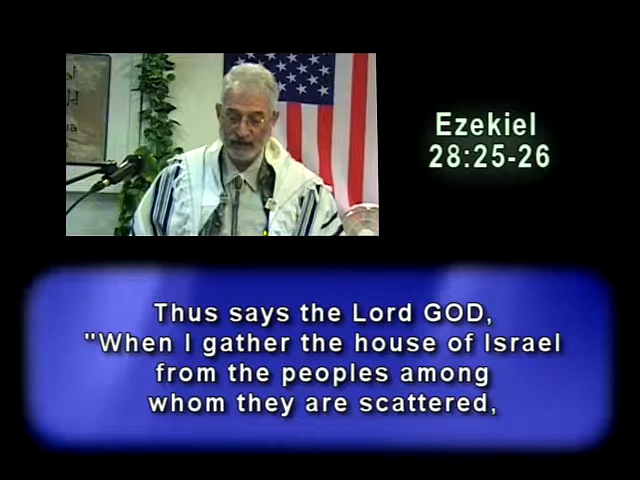 Ezekiel
28:25-26
Thus says the Lord GOD,
"When I gather the house of Israel
from the peoples among
whom they are scattered,